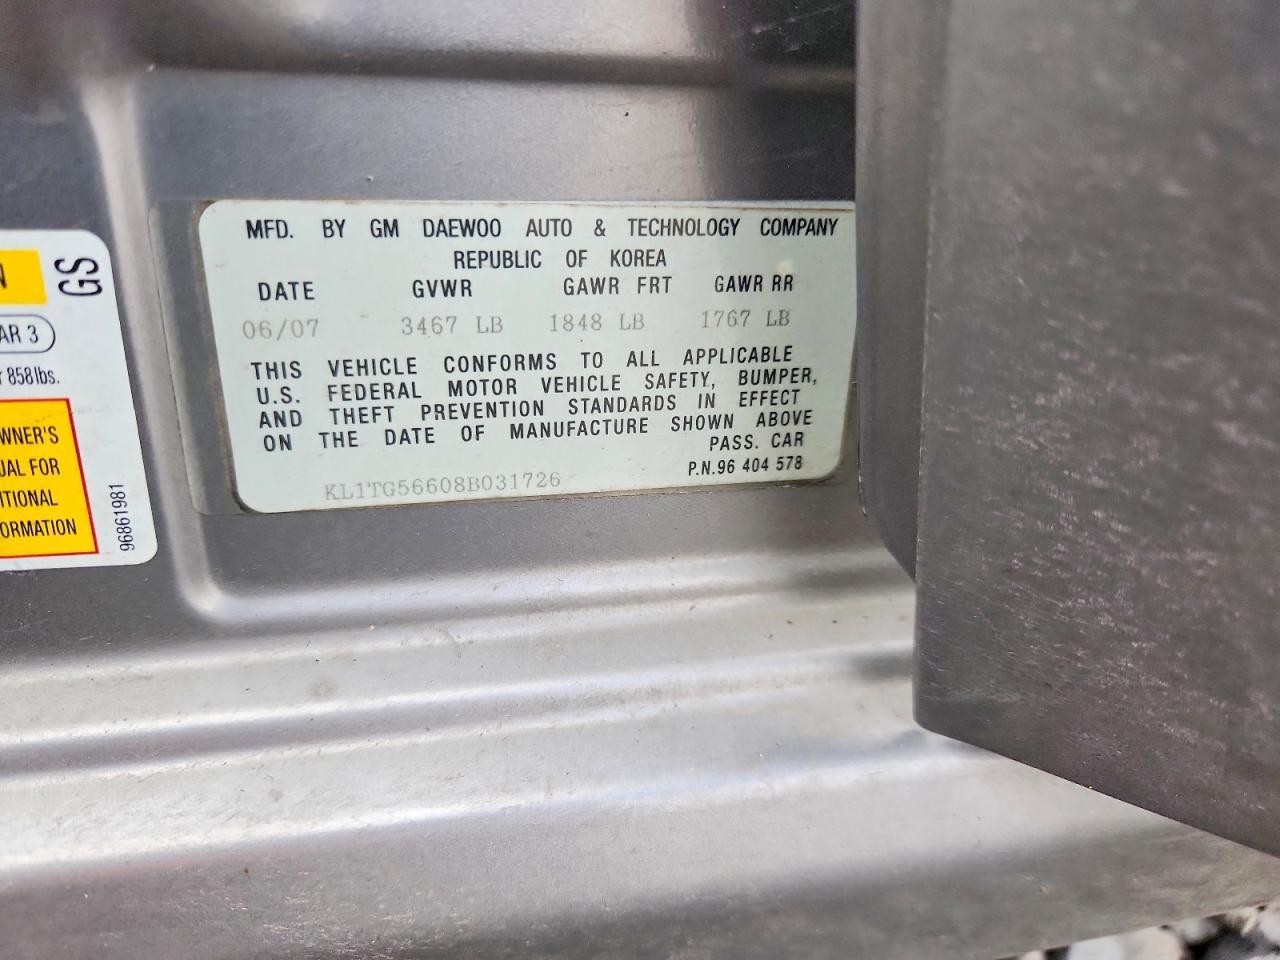 N
GS
AR 3
r 858 lbs.
WNER'S
UAL FOR
ITIONAL
ORMATION
96861981
MFD. BY GM DAEWOO AUTO & TECHNOLOGY COMPANY
REPUBLIC OF KOREA
DATE GVWR GAWR FRT GAWR RR
06/07 3467 LB 1848 LB 1767 LB
THIS VEHICLE CONFORMS TO ALL APPLICABLE
U.S. FEDERAL MOTOR VEHICLE SAFETY, BUMPER,
AND THEFT PREVENTION STANDARDS IN EFFECT
ON THE DATE OF MANUFACTURE SHOWN ABOVE
PASS. CAR
KL1TG56608B031726 P.N.96 404 578